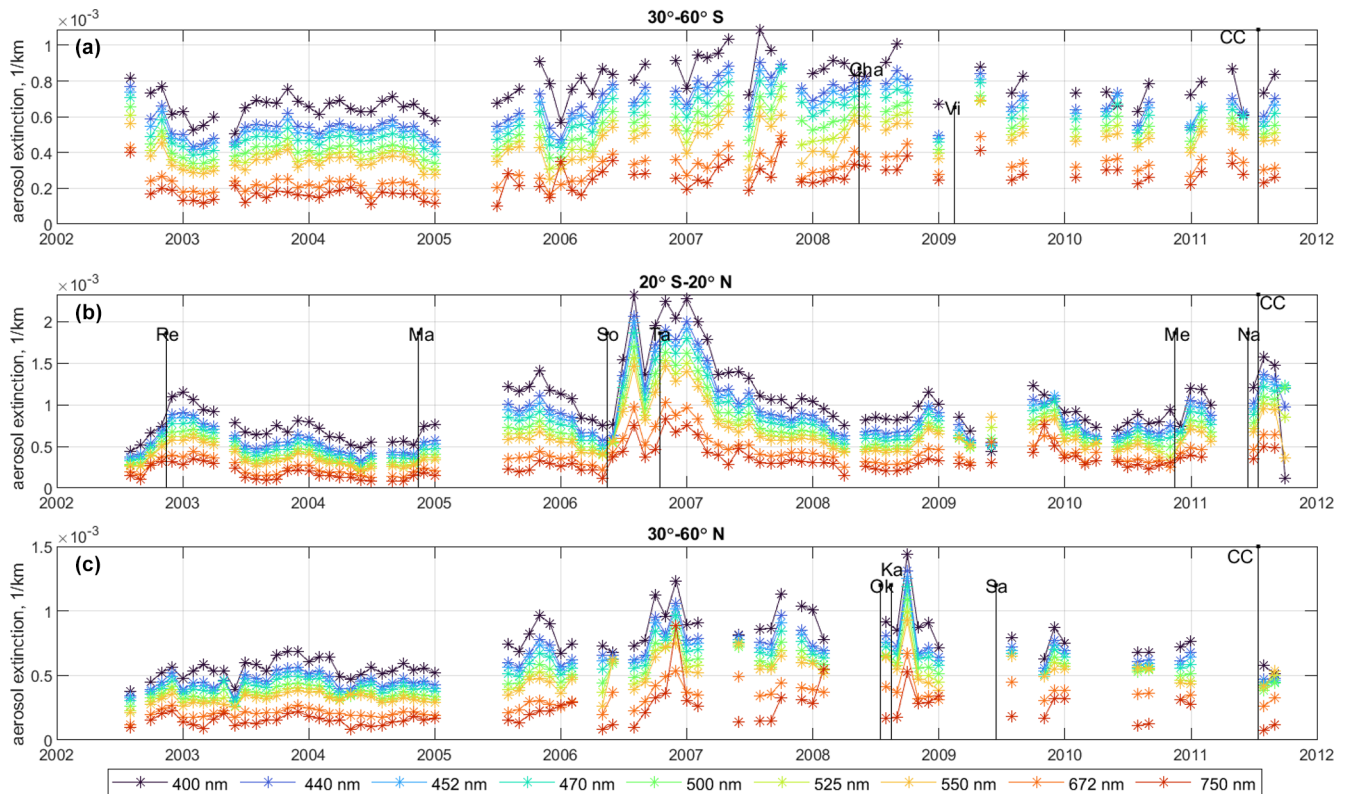 30°-60° S
×10⁻³
(a)
CC
Cha
Vi
1
0.8
0.6
0.4
0.2
0
aerosol extinction, 1/km
2002 2003 2004 2005 2006 2007 2008 2009 2010 2011 2012
20° S-20° N
×10⁻³
(b)
CC
Re Ma So Ta Me Na
2
1.5
1
0.5
0
aerosol extinction, 1/km
2002 2003 2004 2005 2006 2007 2008 2009 2010 2011 2012
30°-60° N
×10⁻³
(c)
CC
Ka
Ok Sa
1.5
1
0.5
0
aerosol extinction, 1/km
2002 2003 2004 2005 2006 2007 2008 2009 2010 2011 2012
400 nm 440 nm 452 nm 470 nm 500 nm 525 nm 550 nm 672 nm 750 nm